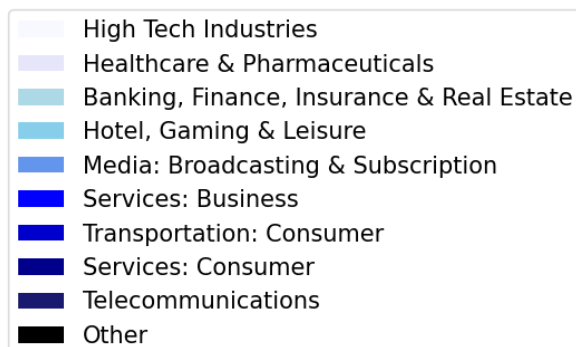 High Tech Industries
Healthcare & Pharmaceuticals
Banking, Finance, Insurance & Real Estate
Hotel, Gaming & Leisure
Media: Broadcasting & Subscription
Services: Business
Transportation: Consumer
Services: Consumer
Telecommunications
Other